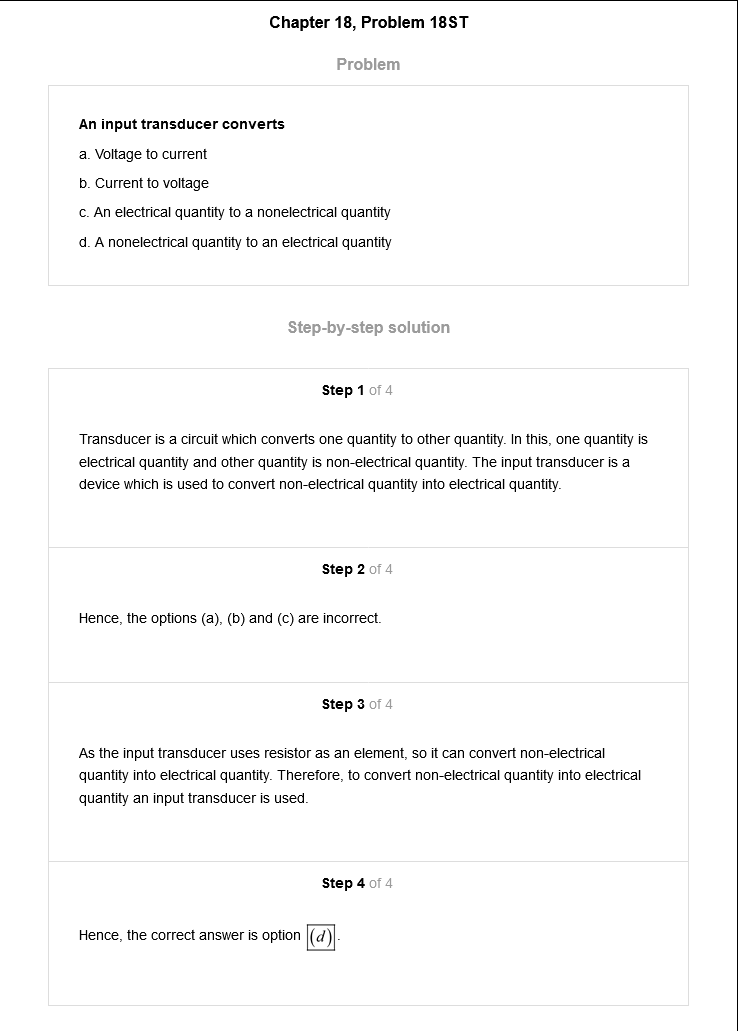 Chapter 18, Problem 18ST
Problem
An input transducer converts
a. Voltage to current
b. Current to voltage
c. An electrical quantity to a nonelectrical quantity
d. A nonelectrical quantity to an electrical quantity
Step-by-step solution
Step 1 of 4
Transducer is a circuit which converts one quantity to other quantity. In this, one quantity is
electrical quantity and other quantity is non-electrical quantity. The input transducer is a
device which is used to convert non-electrical quantity into electrical quantity.
Step 2 of 4
Hence, the options (a), (b) and (c) are incorrect.
Step 3 of 4
As the input transducer uses resistor as an element, so it can convert non-electrical
quantity into electrical quantity. Therefore, to convert non-electrical quantity into electrical
quantity an input transducer is used.
Step 4 of 4
Hence, the correct answer is option (d).